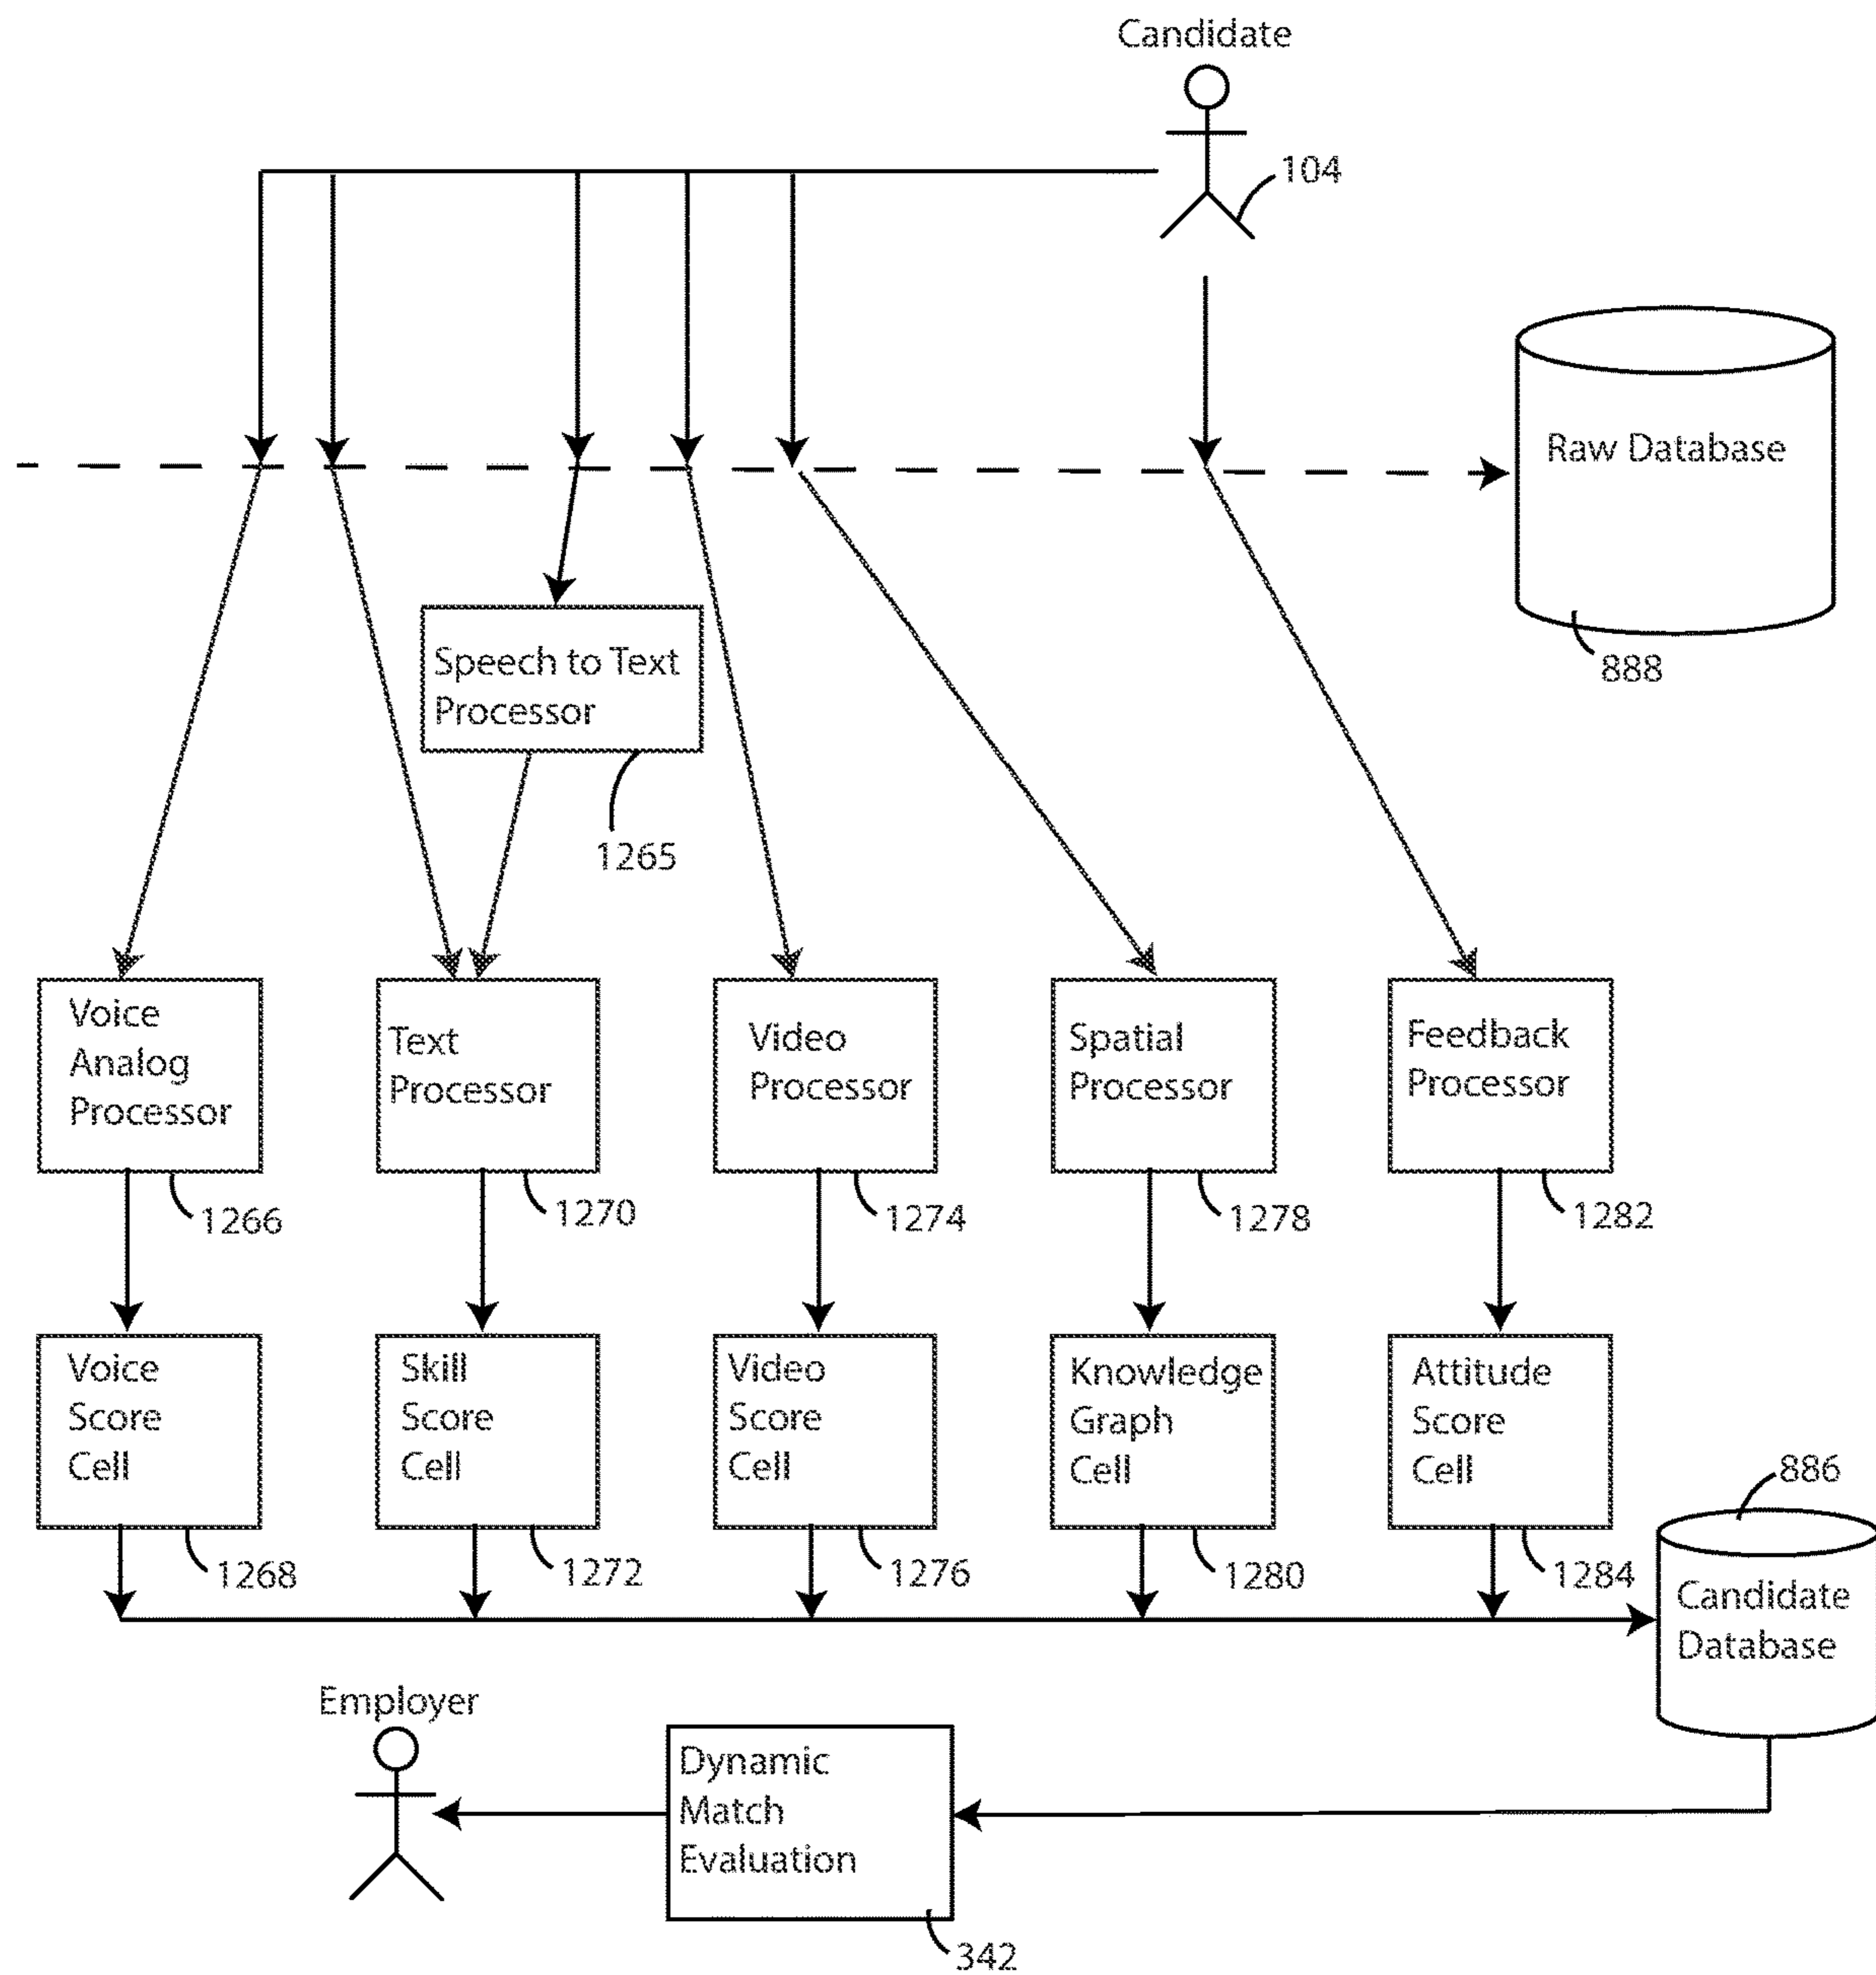 Candidate
104
Raw Database
888
Speech to Text
Processor
1265
Voice
Analog
Processor
1266
Text
Processor
1270
Video
Processor
1274
Spatial
Processor
1278
Feedback
Processor
1282
Voice
Score
Cell
1268
Skill
Score
Cell
1272
Video
Score
Cell
1276
Knowledge
Graph
Cell
1280
Attitude
Score
Cell
1284
886
Candidate
Database
Employer
Dynamic
Match
Evaluation
342